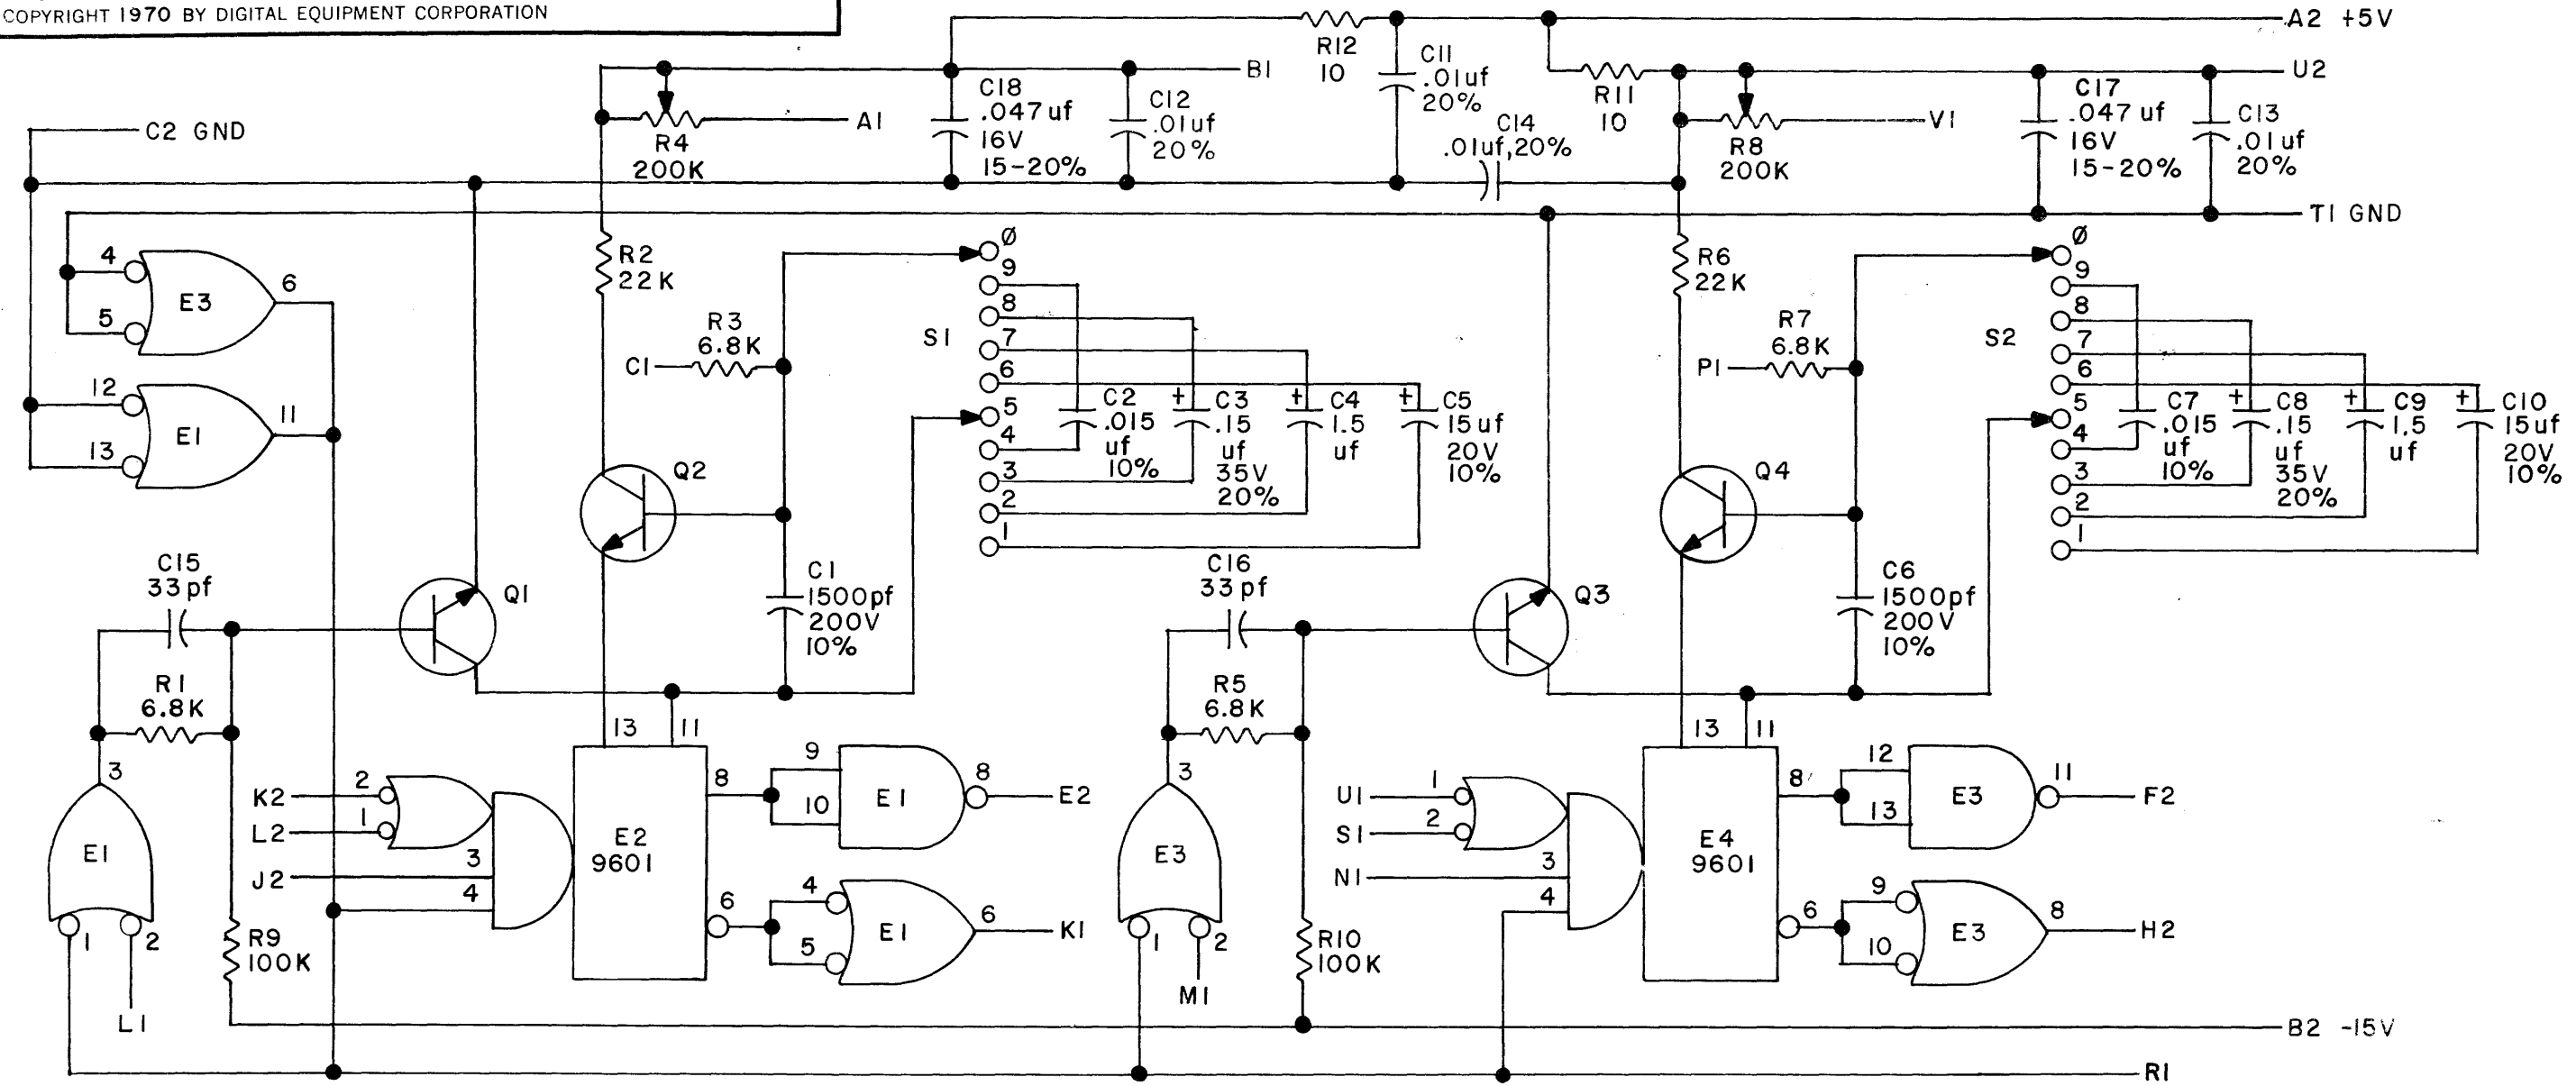 COPYRIGHT 1970 BY DIGITAL EQUIPMENT CORPORATION
A2 +5V
R12
10
C11
.01uf
20%
B1
U2
R11
10
C18
.047 uf
16V
15-20%
C12
.01uf
20%
C17
.047 uf
16V
15-20%
C13
.01uf
20%
C2 GND
A1
R4
200K
C14
.01uf, 20%
V1
R8
200K
T1 GND
4
5
E3
6
R2
22K
R3
6.8K
C1
S1
Ø
9
8
7
6
5
4
3
2
1
C2
.015
uf
10%
+
C3
.15
uf
35V
20%
+
C4
1.5
uf
+
C5
15uf
20V
10%
R6
22K
R7
6.8K
P1
S2
Ø
9
8
7
6
5
4
3
2
1
C7
.015
uf
10%
+
C8
.15
uf
35V
20%
+
C9
1.5
uf
+
C10
15uf
20V
10%
12
13
E1
11
Q2
Q4
C15
33pf
Q1
C1
1500pf
200V
10%
C16
33pf
Q3
C6
1500pf
200V
10%
R1
6.8K
R5
6.8K
3
E1
1
2
L1
R9
100K
K2
2
L2
1
J2
3
4
13
11
E2
9601
8
9
10
E1
8
E2
6
4
5
E1
6
K1
3
E3
1
2
M1
R10
100K
U1
1
S1
2
N1
3
4
13
11
E4
9601
8
12
13
E3
11
F2
6
9
10
E3
8
H2
B2 -15V
R1